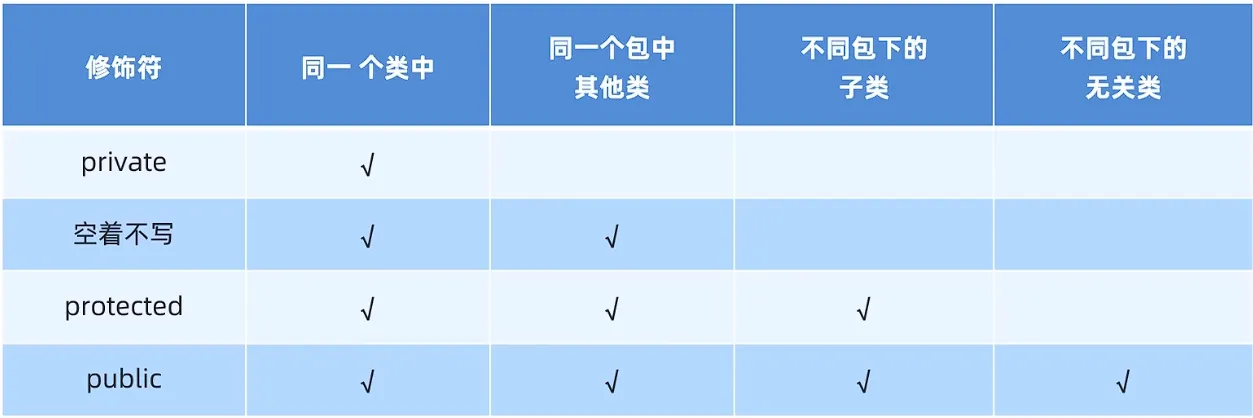 修饰符 同一 个类中 同一个包中 不同包下的 不同包下的
其他类 子类 无关类
private √
空着不写 √ √
protected √ √ √
public √ √ √ √